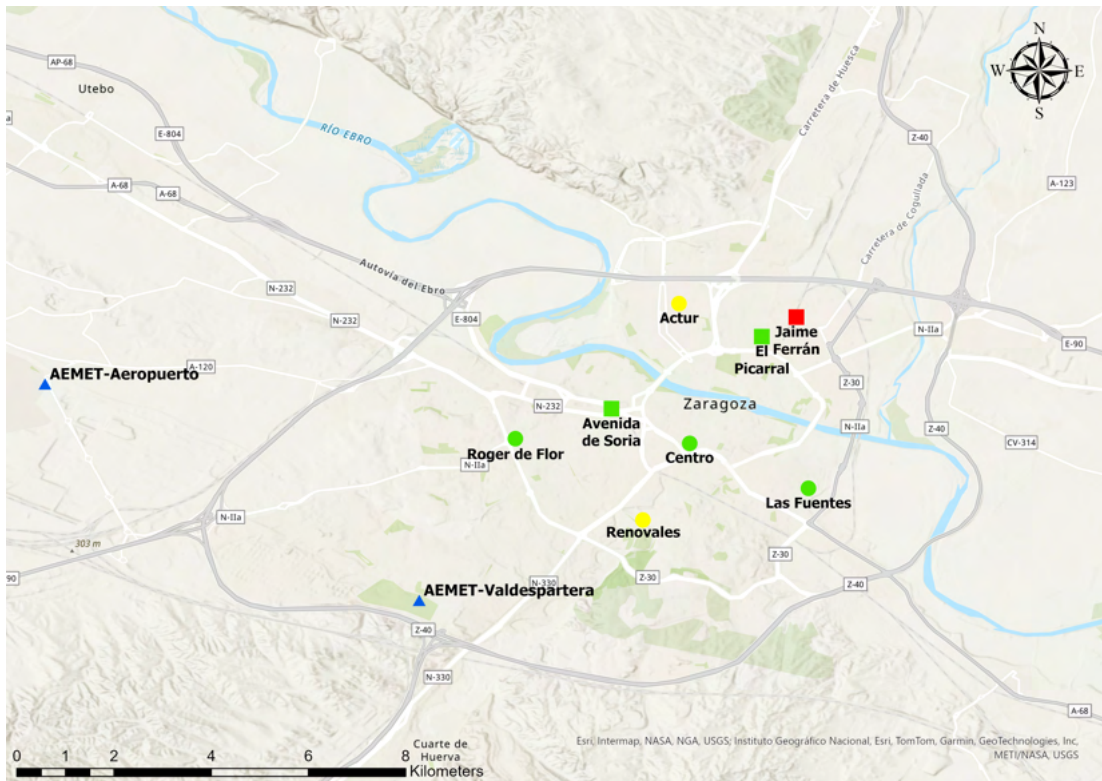 N
W E
S
AP-68
Utebo
E-804
RÍO EBRO
Carretera de Huesca
Z-40
A-68
A-68
A-123
Carretera de Cogullada
Autovía del Ebro
N-232
N-232
E-804
Actur
Jaime
Ferrán
El
Picarral
N-IIa
E-90
AEMET-Aeropuerto
A-120
Z-30
N-232
Zaragoza
Avenida
de Soria
N-IIa
Z-40
CV-314
Roger de Flor
N-IIa
Centro
Las Fuentes
N-IIa
Renovales
303 m
90
Z-30
Z-30
N-330
Z-40
AEMET-Valdespartera
Z-40
N-330
A-68
Cuarte de
Huerva
0 2 4 6 8
Kilometers
Esri, Intermap, NASA, NGA, USGS; Instituto Geográfico Nacional, Esri, TomTom, Garmin, GeoTechnologies, Inc,
METI/NASA, USGS